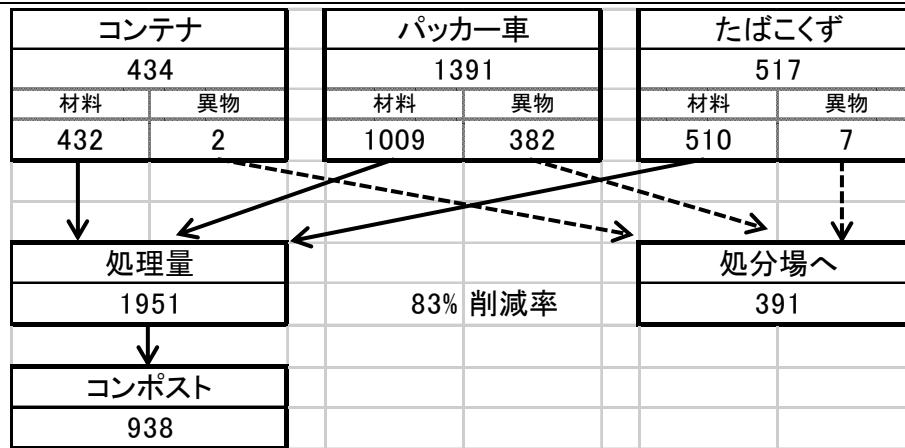 コンテナ パッカー車 たばこくず
434 1391 517
材料 異物 材料 異物 材料 異物
432 2 1009 382 510 7
処理量 処分場へ
1951 83% 削減率 391
コンポスト
938